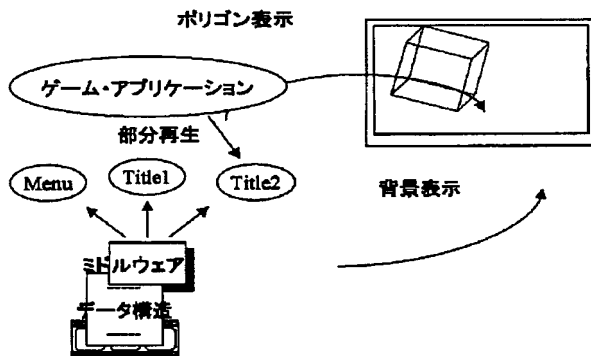 ポリゴン表示
ゲーム・アプリケーション
部分再生
Menu
Title1
Title2
背景表示
ミドルウェア
データ構造